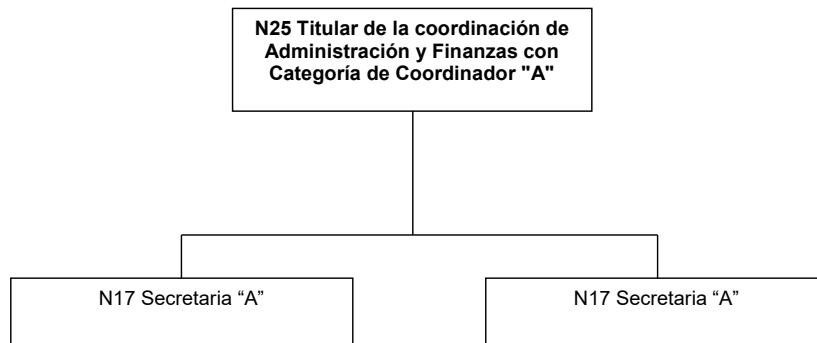 N25 Titular de la coordinación de
Administración y Finanzas con
Categoría de Coordinador "A"
N17 Secretaria “A”
N17 Secretaria “A”